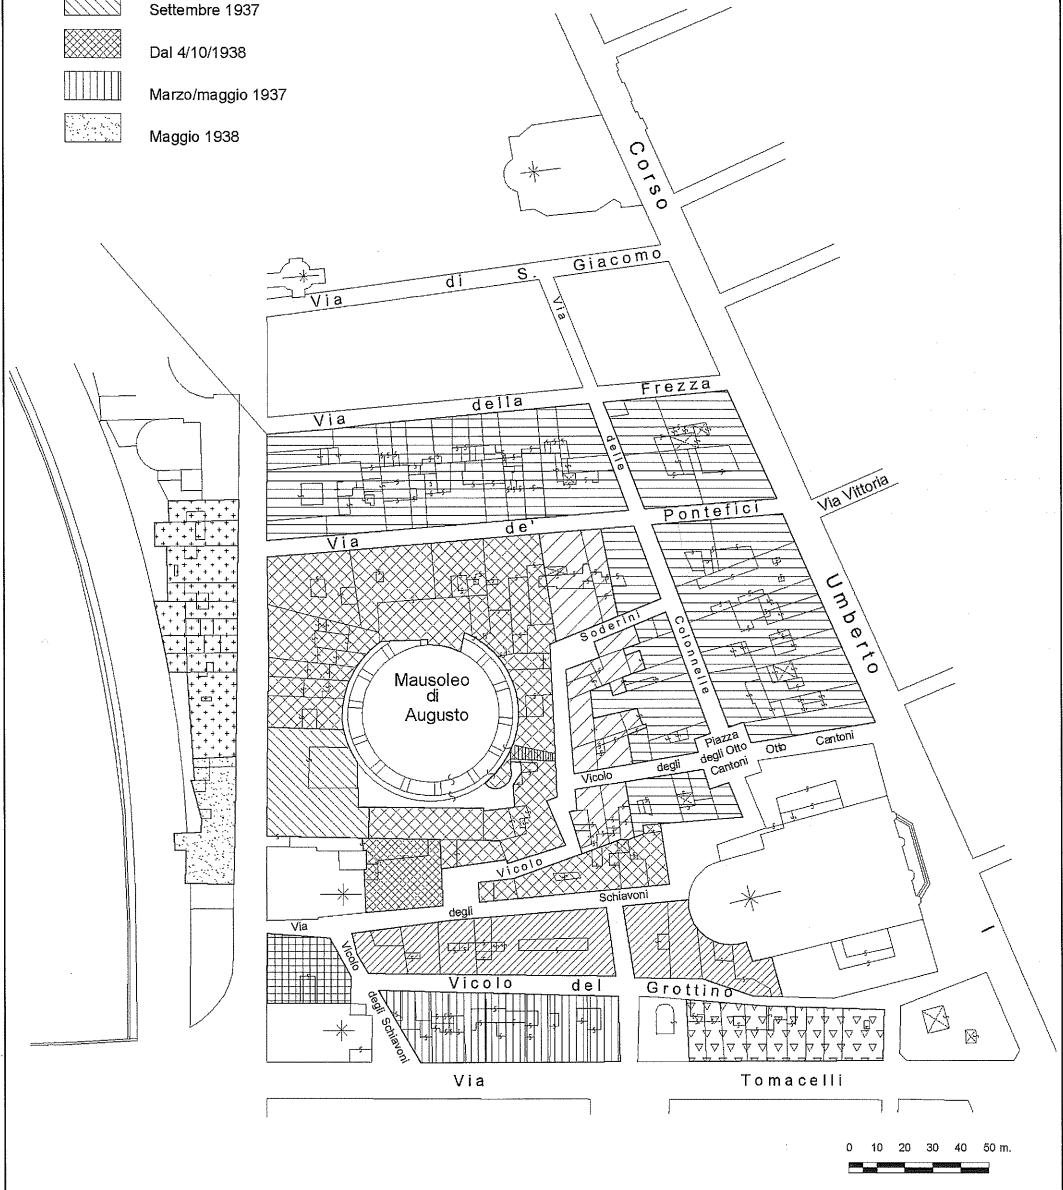 Settembre 1937
Dal 4/10/1938
Marzo/maggio 1937
Maggio 1938
Corso
Umberto
I
Via di S. Giacomo
Via
delle
Colonnelle
Via della Frezza
Via de' Pontefici
Via Vittoria
Soderini
Mausoleo
di
Augusto
Piazza
degli Otto
Cantoni
Vicolo degli Otto Cantoni
Vicolo
Via degli Schiavoni
Vicolo
degli Schiavoni
Vicolo del Grottino
Via Tomacelli
0 10 20 30 40 50 m.